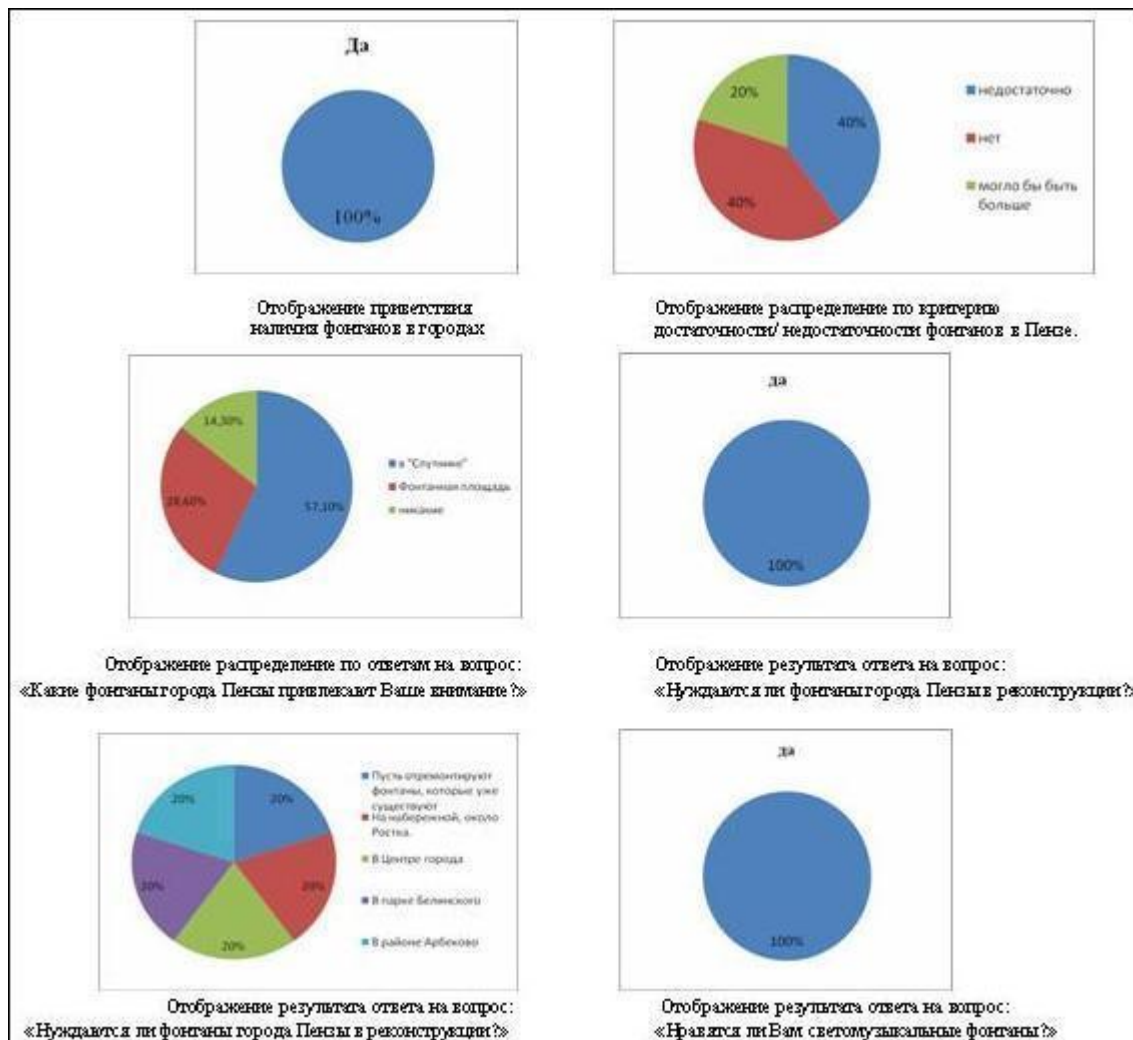 Да
100%
Отображение приветствия
наличия фонтанов в городах
40%
40%
20%
недостаточно
нет
могло бы быть
больше
Отображение распределение по критерию
достаточности/ недостаточности фонтанов в Пензе.
14,30%
28,60%
57,10%
в "Спутнике"
Фонтанная площадь
никакие
Отображение распределение по ответам на вопрос:
«Какие фонтаны города Пензы привлекают Ваше внимание?»
да
100%
Отображение результата ответа на вопрос:
«Нуждаются ли фонтаны города Пензы в реконструкции?»
20%
20%
20%
20%
20%
Пусть отремонтируют
фонтаны, которые уже
существуют
На набережной, около
Ростка.
В Центре города
В парке Белинского
В районе Арбеково
Отображение результата ответа на вопрос:
«Нуждаются ли фонтаны города Пензы в реконструкции?»
да
100%
Отображение результата ответа на вопрос:
«Нравятся ли Вам светомузыкальные фонтаны?»